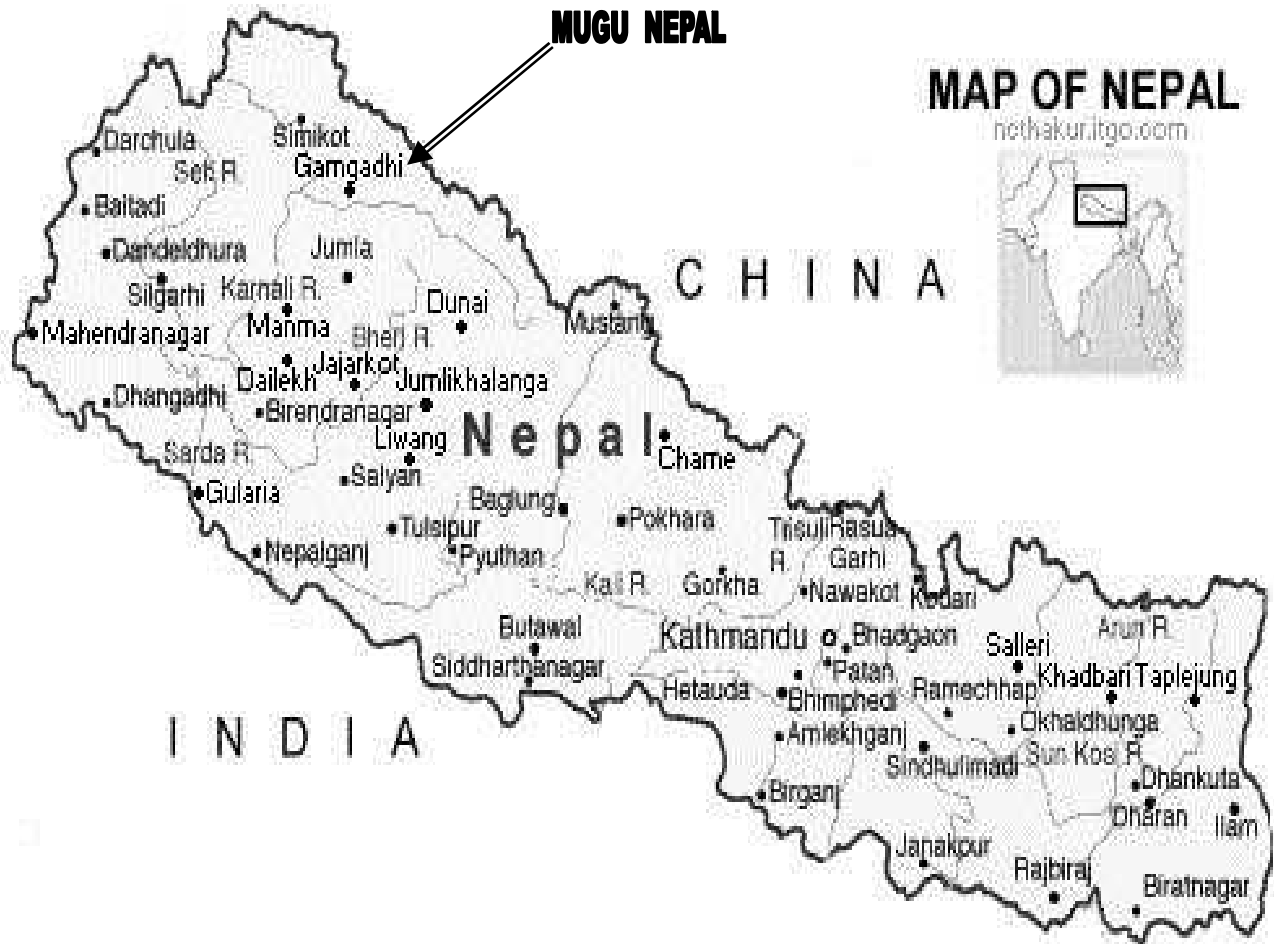 MUGU NEPAL
MAP OF NEPAL
ncthakur.itgo.com
Simikot
Darchula
Gamgadhi
Seti R.
Baitadi
Dandeldhura
Jumla
CHINA
Silgarhi
Karnali R.
Dunai
Mustang
Mahendranagar
Manma
Bheri R.
Dailekh
Jajarkot
Jumlikhalanga
Dhangadhi
Birendranagar
Nepal
Liwang
Sarda R.
Chame
Gularia
Salyan
Baglung
Pokhara
Tulsipur
Trisuli
R.
Rasua
Garhi
Nepalganj
Pyuthan
Kali R.
Gorkha
Nawakot
Kodari
Butawal
Kathmandu
Bhadgaon
Arun R.
Siddharthanagar
Patan
Salleri
Hetauda
Bhimphedi
Ramechhap
Khadbari
Taplejung
INDIA
Amlekhganj
Okhaldhunga
Sindhulimadi
Sun Kosi R.
Birganj
Dhankuta
Dharan
Ilam
Janakpur
Rajbiraj
Biratnagar